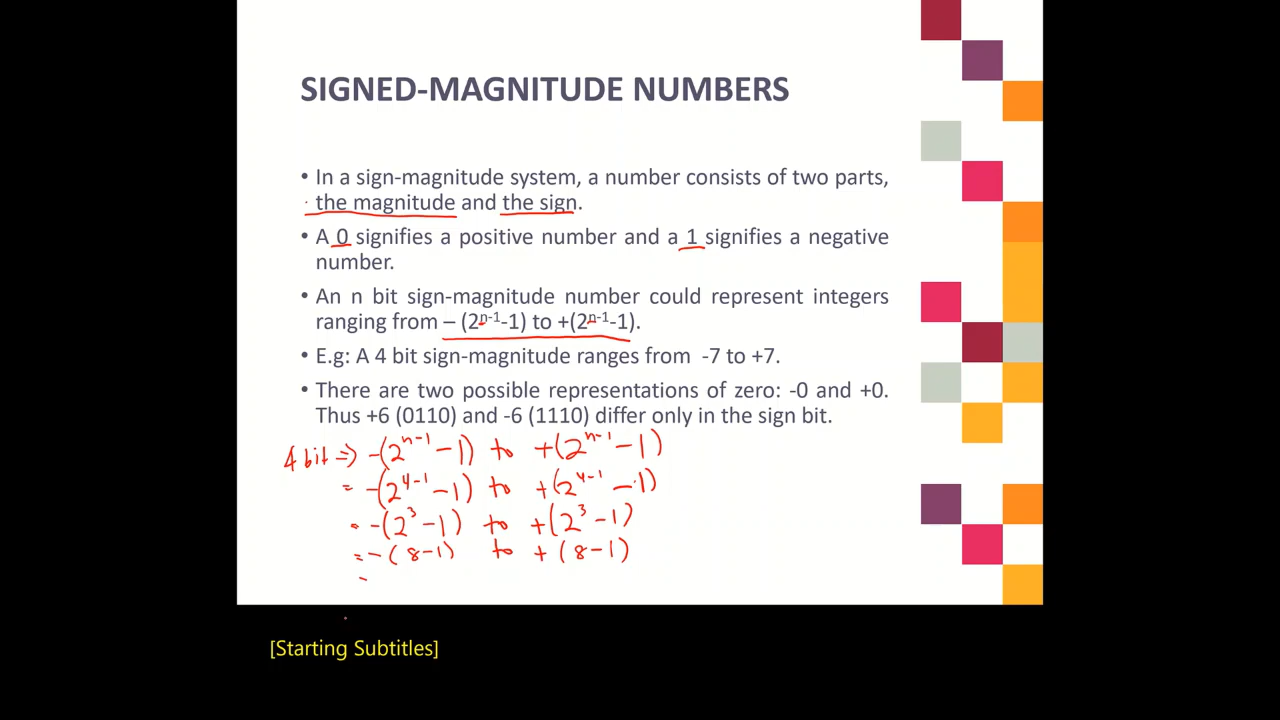 SIGNED-MAGNITUDE NUMBERS
• In a sign-magnitude system, a number consists of two parts,
the magnitude and the sign.
• A 0 signifies a positive number and a 1 signifies a negative
number.
• An n bit sign-magnitude number could represent integers
ranging from – (2ⁿ⁻¹-1) to +(2ⁿ⁻¹-1).
• E.g: A 4 bit sign-magnitude ranges from -7 to +7.
• There are two possible representations of zero: -0 and +0.
Thus +6 (0110) and -6 (1110) differ only in the sign bit.
4 bit => -(2ⁿ⁻¹ - 1) to +(2ⁿ⁻¹ - 1)
= -(2⁴⁻¹ - 1) to +(2⁴⁻¹ - 1)
= -(2³ - 1) to +(2³ - 1)
= - (8-1) to + (8-1)
=
[Starting Subtitles]